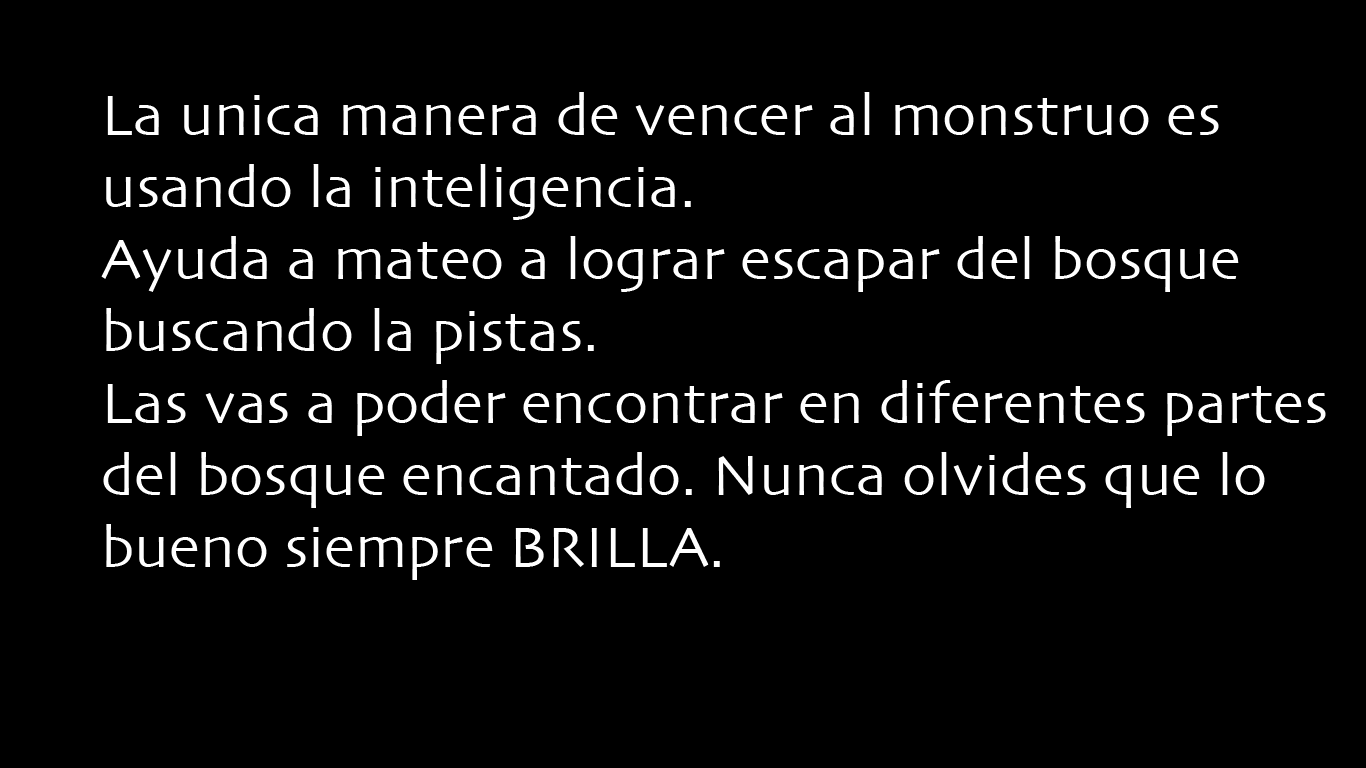 La unica manera de vencer al monstruo es
usando la inteligencia.
Ayuda a mateo a lograr escapar del bosque
buscando la pistas.
Las vas a poder encontrar en diferentes partes
del bosque encantado. Nunca olvides que lo
bueno siempre BRILLA.